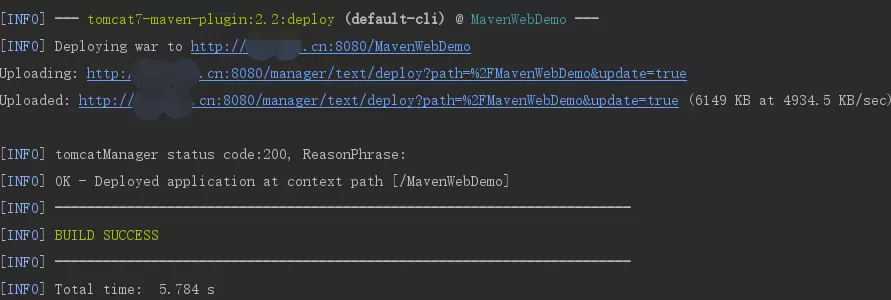 [INFO] --- tomcat7-maven-plugin:2.2:deploy (default-cli) @ MavenWebDemo ---
[INFO] Deploying war to http:// .cn:8080/MavenWebDemo
Uploading: http: .cn:8080/manager/text/deploy?path=%2FMavenWebDemo&update=true
Uploaded: http:// .cn:8080/manager/text/deploy?path=%2FMavenWebDemo&update=true (6149 KB at 4934.5 KB/sec)
[INFO] tomcatManager status code:200, ReasonPhrase:
[INFO] OK - Deployed application at context path [/MavenWebDemo]
[INFO] ------------------------------------------------------------------------
[INFO] BUILD SUCCESS
[INFO] ------------------------------------------------------------------------
[INFO] Total time: 5.784 s